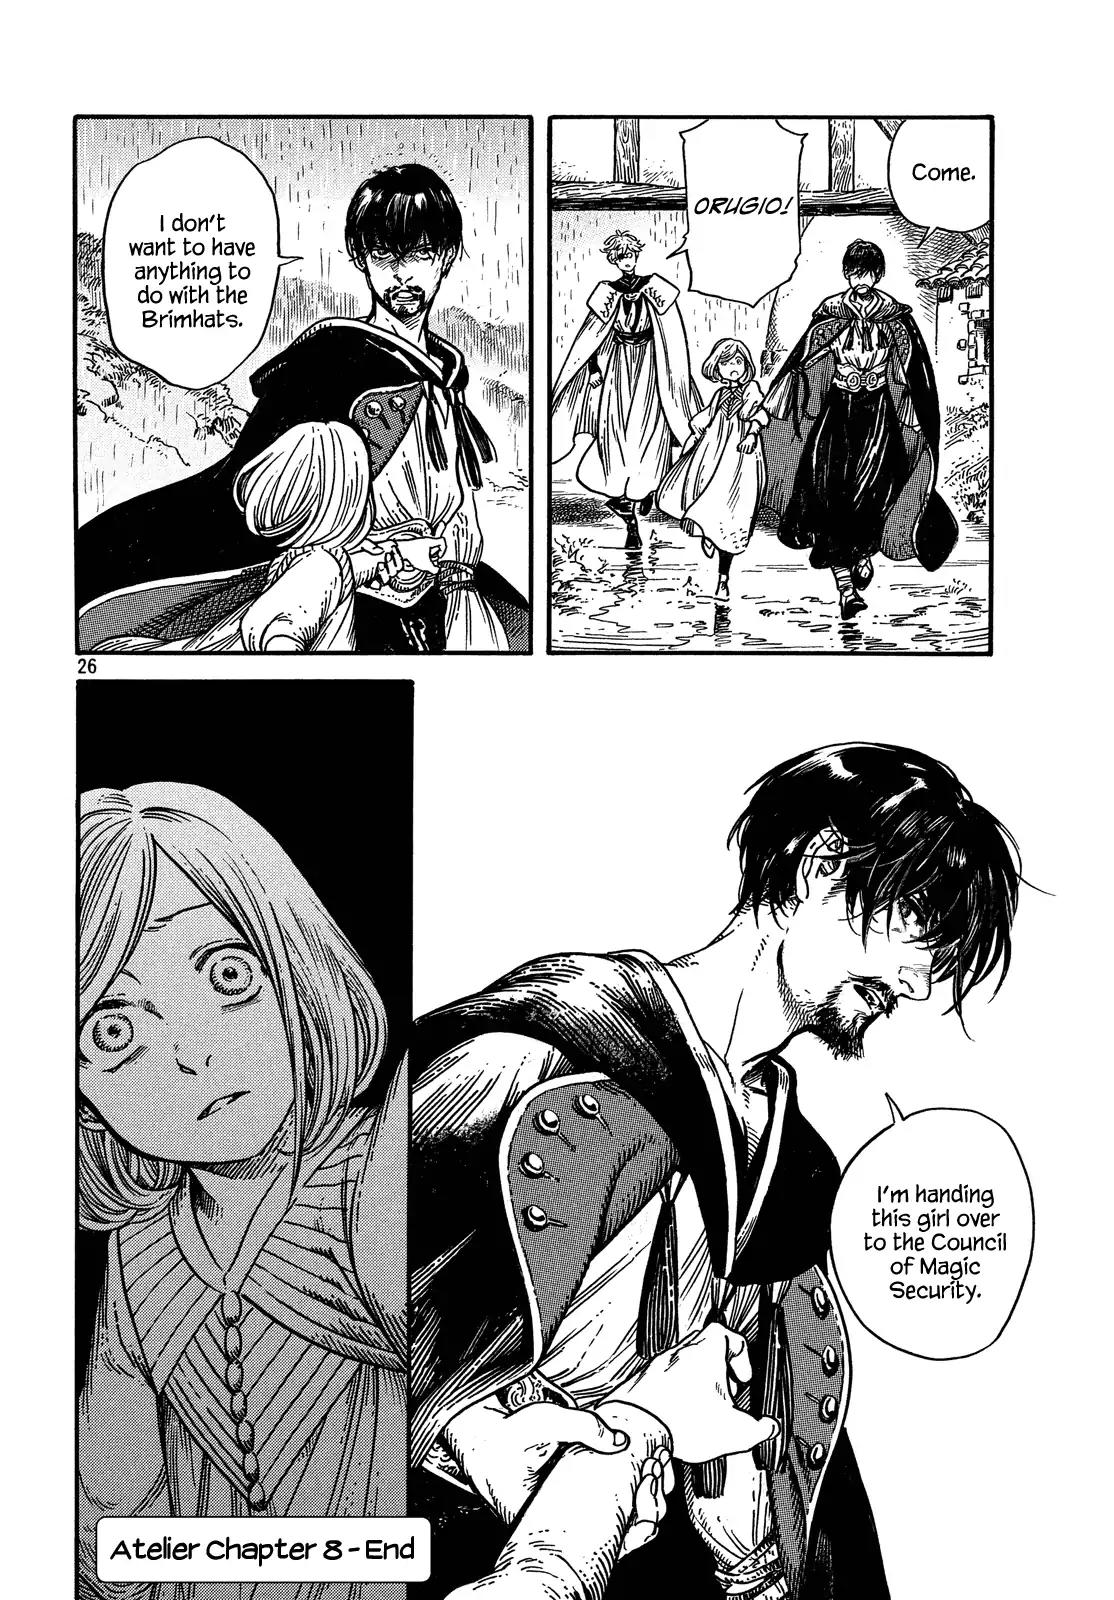 Come.
ORUGIO!
I don't
want to have
anything to
do with the
Brimhats.
26
I'm handing
this girl over
to the Council
of Magic
Security.
Atelier Chapter 8 - End